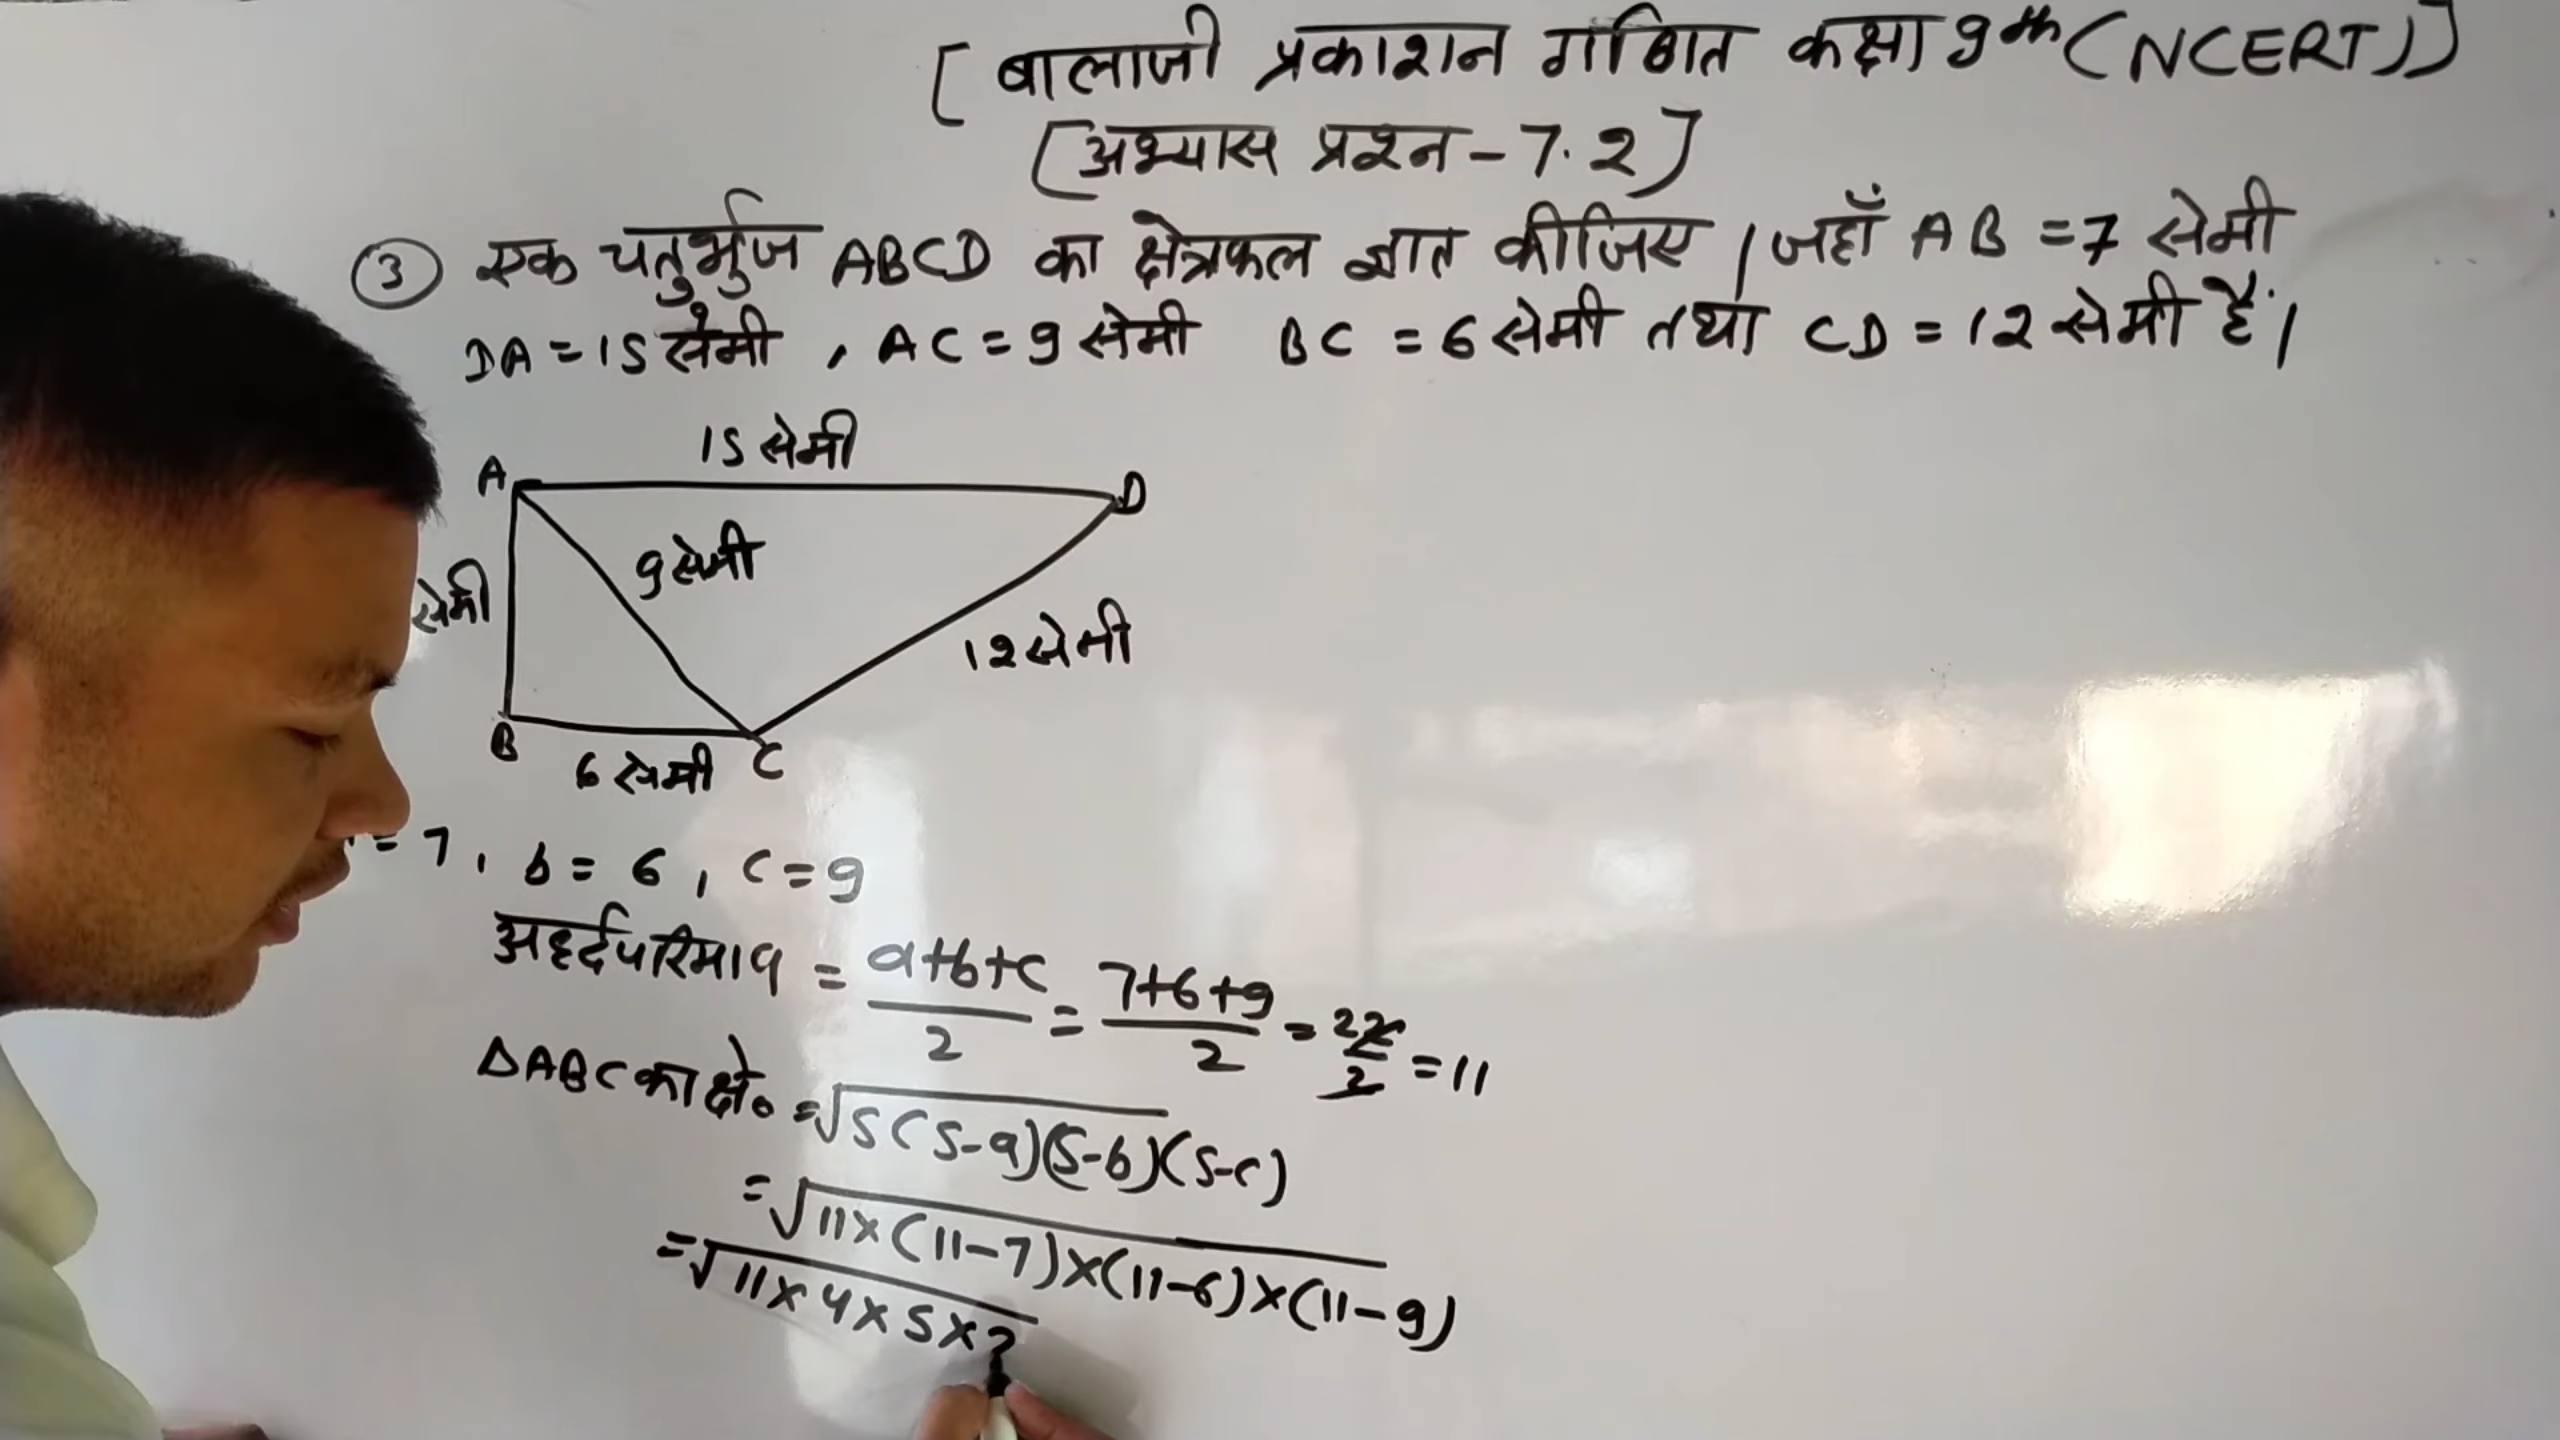 [बालाजी प्रकाशन गणित कक्षा 9th (NCERT)]
[अभ्यास प्रश्न - 7.2]
③ एक चतुर्भुज ABCD का क्षेत्रफल ज्ञात कीजिए । जहाँ AB = 7 सेमी
DA = 15 सेमी , AC = 9 सेमी BC = 6 सेमी तथा CD = 12 सेमी हैं ।
15 सेमी
A
D
9 सेमी
सेमी
12 सेमी
B
C
6 सेमी
= 7 , b = 6 , c = 9
अर्द्दपरिमाप = a+b+c/2 = 7+6+9/2 = 22/2 = 11
ΔABC का क्षे० = √S(S-a)(S-b)(S-c)
= √11×(11-7)×(11-6)×(11-9)
= √11×4×5×2